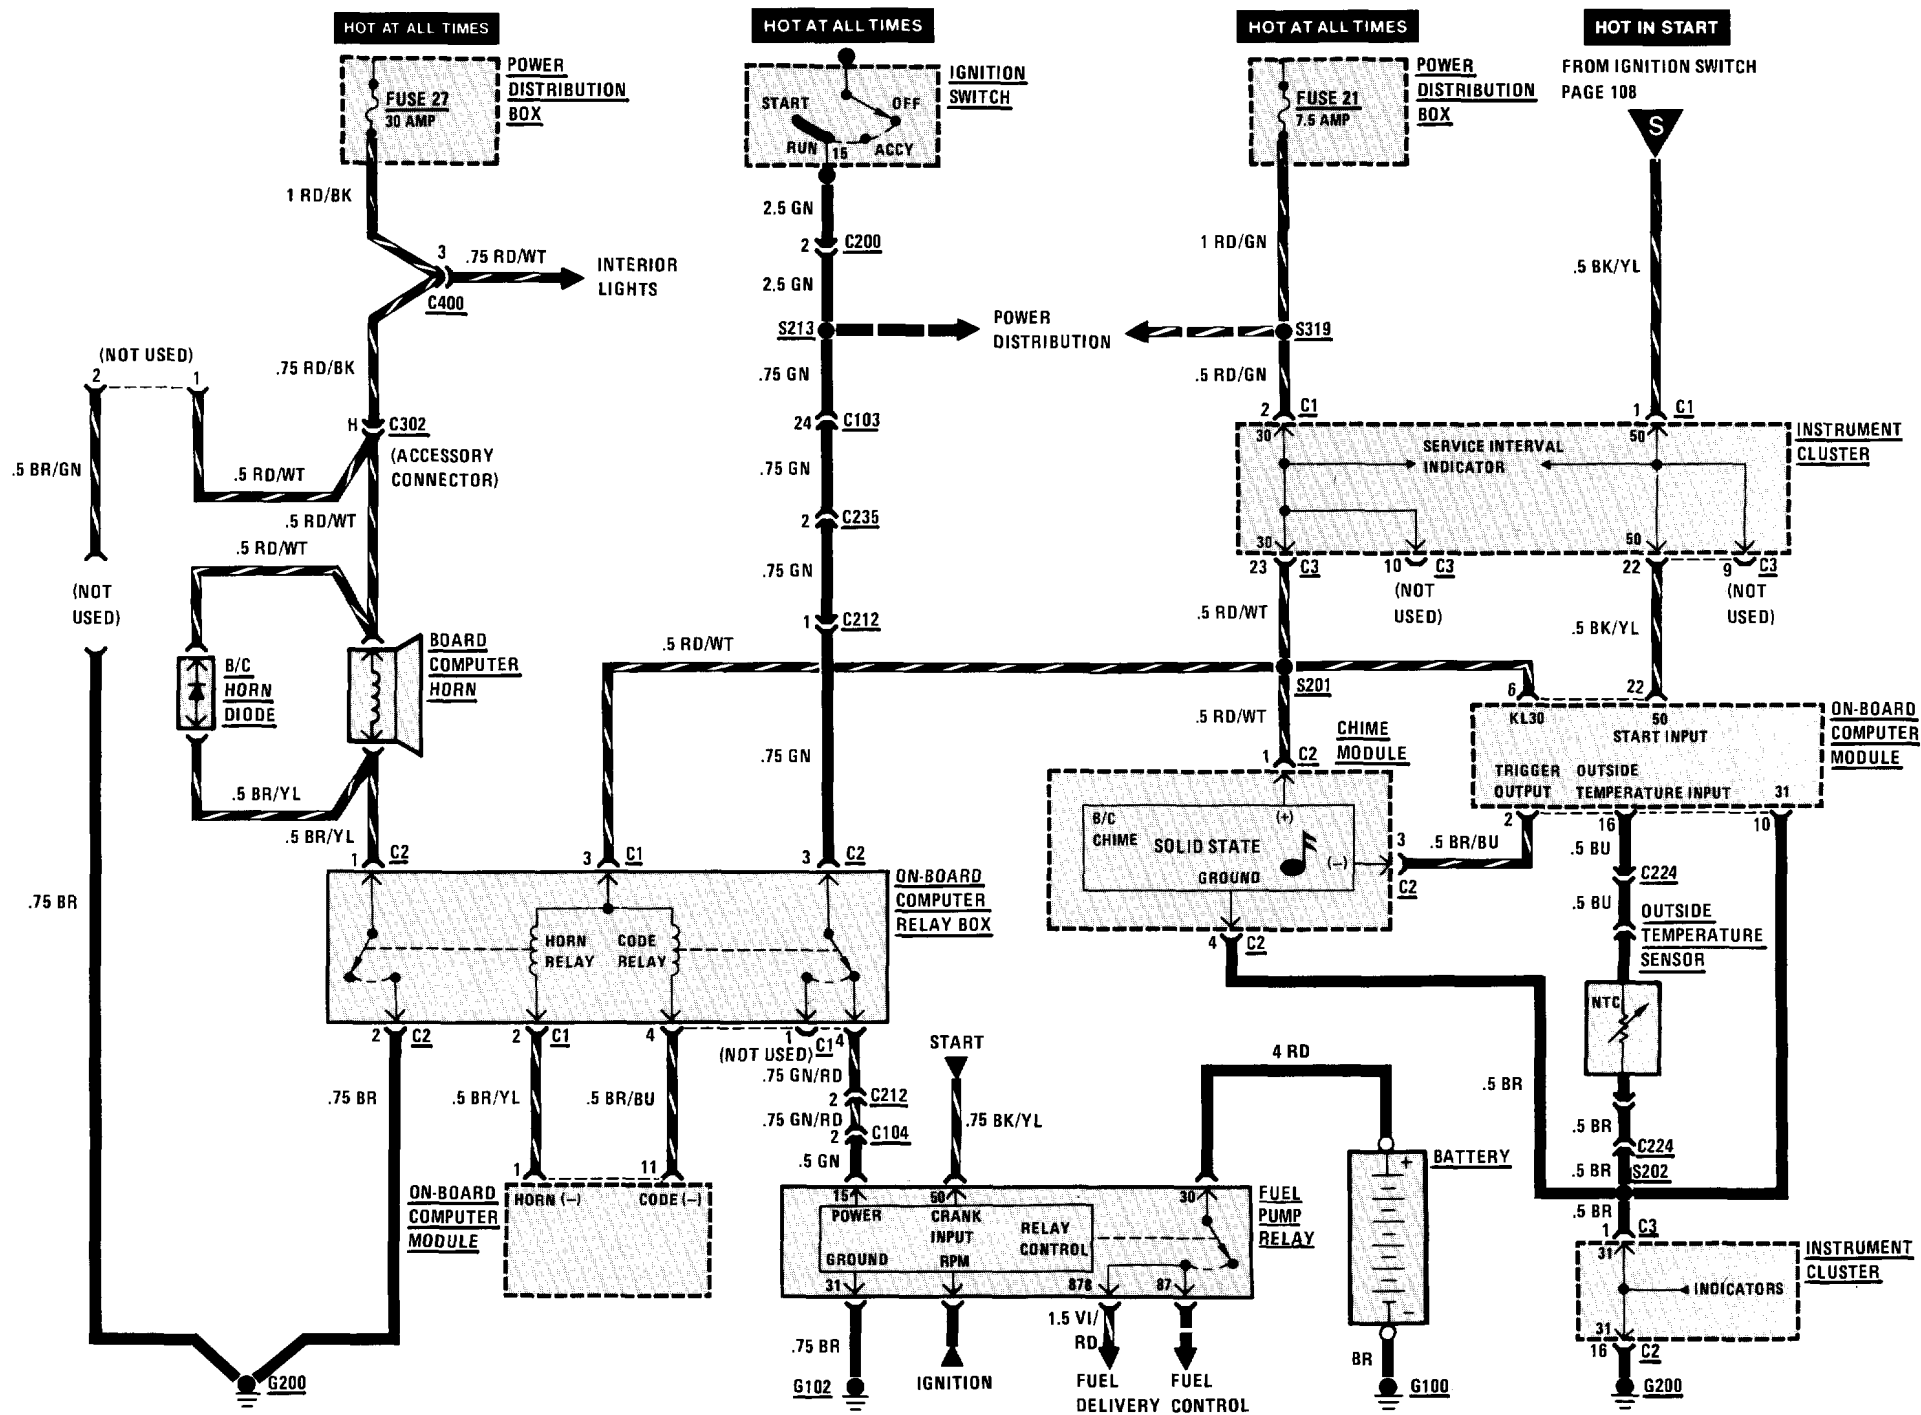 HOT AT ALL TIMES
HOT AT ALL TIMES
HOT AT ALL TIMES
HOT IN START
POWER
DISTRIBUTION
BOX
FUSE 27
30 AMP
IGNITION
SWITCH
START
OFF
RUN
15
ACCY
POWER
DISTRIBUTION
BOX
FUSE 21
7.5 AMP
FROM IGNITION SWITCH
PAGE 108
S
1 RD/BK
2.5 GN
1 RD/GN
.5 BK/YL
3
.75 RD/WT
INTERIOR
LIGHTS
C400
2
C200
2.5 GN
S213
POWER
DISTRIBUTION
S319
(NOT USED)
2
1
.75 RD/BK
.75 GN
.5 RD/GN
H
C302
(ACCESSORY
CONNECTOR)
24
C103
2
C1
1
C1
30
50
SERVICE INTERVAL
INDICATOR
INSTRUMENT
CLUSTER
.5 BR/GN
.5 RD/WT
.5 RD/WT
.5 RD/WT
.75 GN
2
C235
30
50
23
C3
10
C3
(NOT
USED)
22
9
C3
(NOT
USED)
(NOT
USED)
.75 GN
1
C212
.5 RD/WT
.5 BK/YL
B/C
HORN
DIODE
BOARD
COMPUTER
HORN
.5 RD/WT
S201
6
22
KL30
50
START INPUT
TRIGGER
OUTPUT
OUTSIDE
TEMPERATURE INPUT
31
ON-BOARD
COMPUTER
MODULE
.75 GN
.5 RD/WT
CHIME
MODULE
1
C2
.5 BR/YL
.5 BR/YL
B/C
CHIME
(+)
SOLID STATE
(-)
GROUND
3
C2
.5 BR/BU
2
16
10
.5 BU
C224
.5 BU
1
C2
3
C1
3
C2
ON-BOARD
COMPUTER
RELAY BOX
HORN
RELAY
CODE
RELAY
4
C2
OUTSIDE
TEMPERATURE
SENSOR
NTC
.75 BR
2
C2
2
C1
4
1
(NOT USED)
C1
4
.75 BR
.5 BR/YL
.5 BR/BU
.75 GN/RD
2
C212
.75 GN/RD
2
C104
.5 GN
START
.75 BK/YL
4 RD
.5 BR
.5 BR
C224
.5 BR
S202
.5 BR
1
C3
1
11
HORN (-)
CODE (-)
ON-BOARD
COMPUTER
MODULE
15
POWER
50
CRANK
INPUT
RELAY
CONTROL
GROUND
RPM
30
31
87B
87
FUEL
PUMP
RELAY
+
-
BATTERY
31
INDICATORS
31
INSTRUMENT
CLUSTER
16
C2
G200
.75 BR
G102
IGNITION
1.5 VI/
RD
FUEL
DELIVERY
FUEL
CONTROL
BR
G100
G200